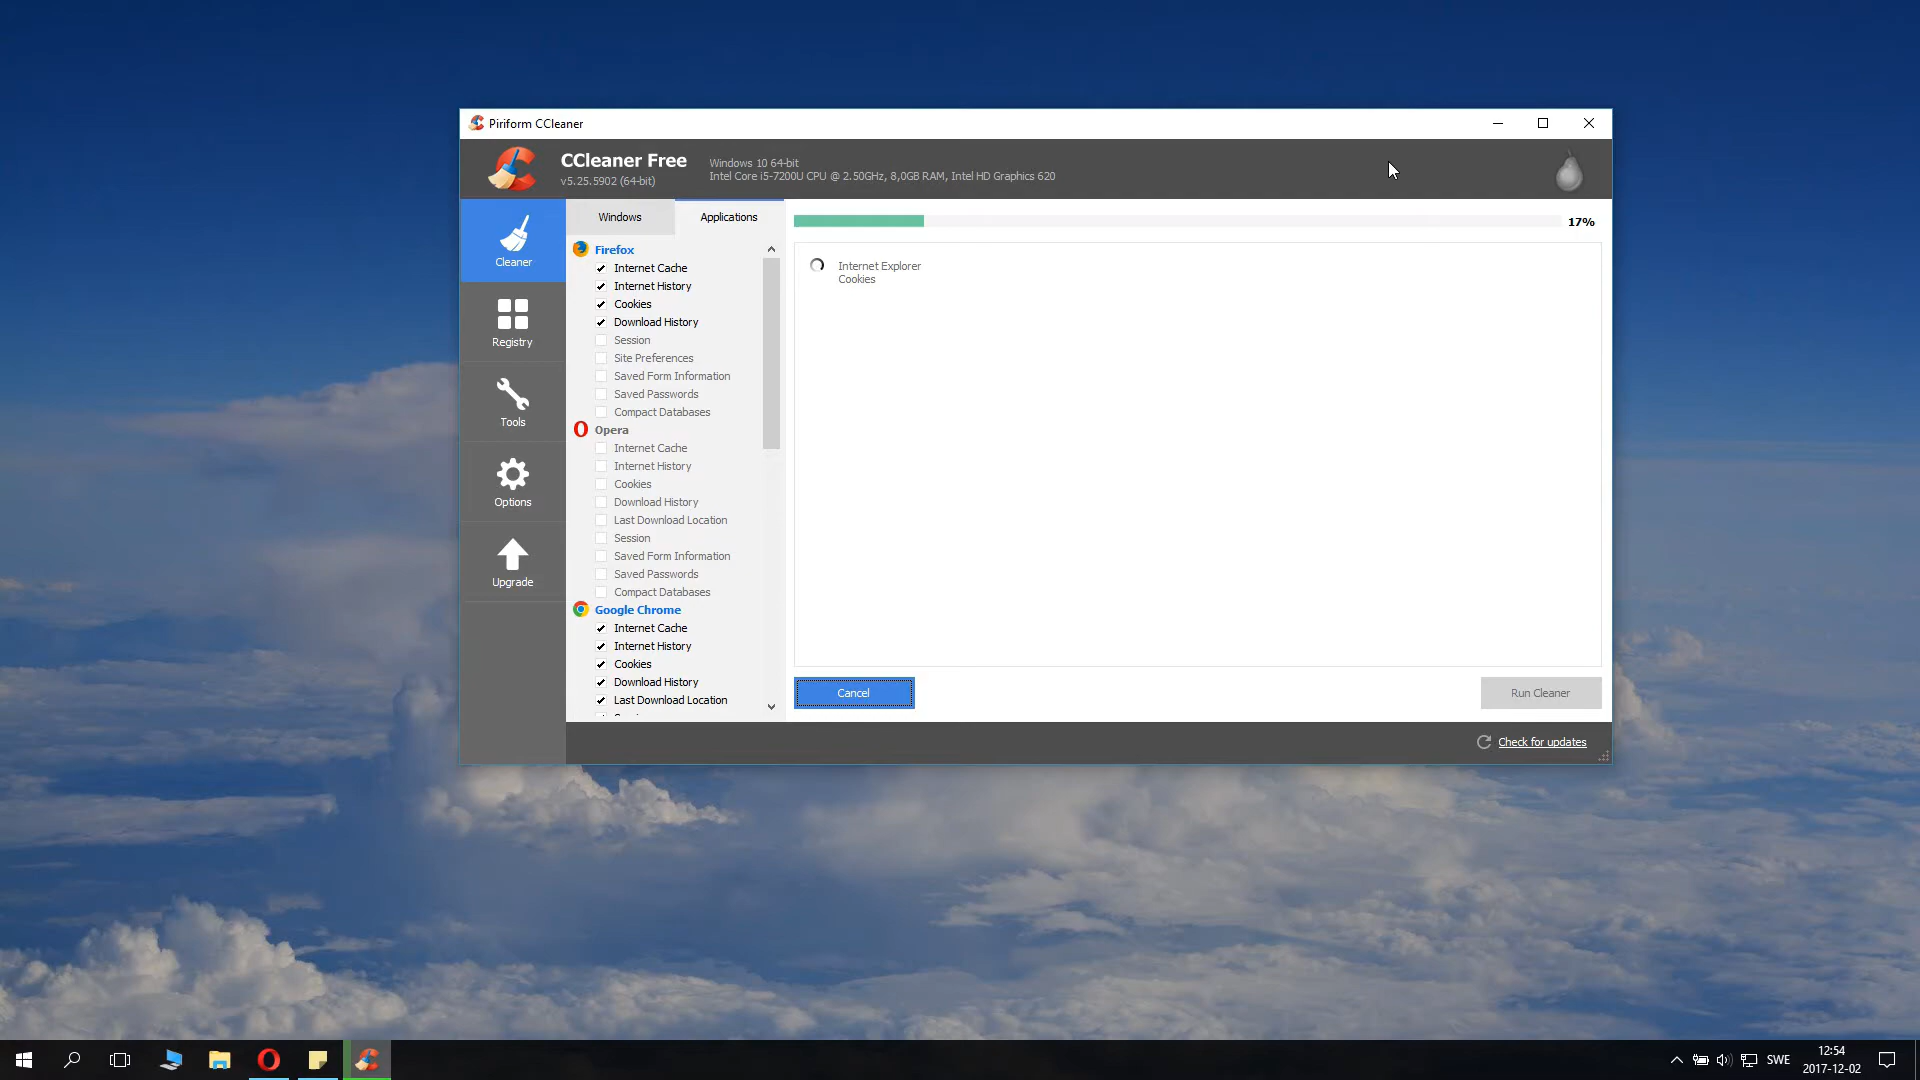 Piriform CCleaner
CCleaner Free
v5.25.5902 (64-bit)
Windows 10 64-bit
Intel Core i5-7200U CPU @ 2.50GHz, 8,0GB RAM, Intel HD Graphics 620
Cleaner
Registry
Tools
Options
Upgrade
Windows
Applications
Firefox
Internet Cache
Internet History
Cookies
Download History
Session
Site Preferences
Saved Form Information
Saved Passwords
Compact Databases
Opera
Internet Cache
Internet History
Cookies
Download History
Last Download Location
Session
Saved Form Information
Saved Passwords
Compact Databases
Google Chrome
Internet Cache
Internet History
Cookies
Download History
Last Download Location
17%
Internet Explorer
Cookies
Cancel
Run Cleaner
Check for updates
SWE
12:54
2017-12-02